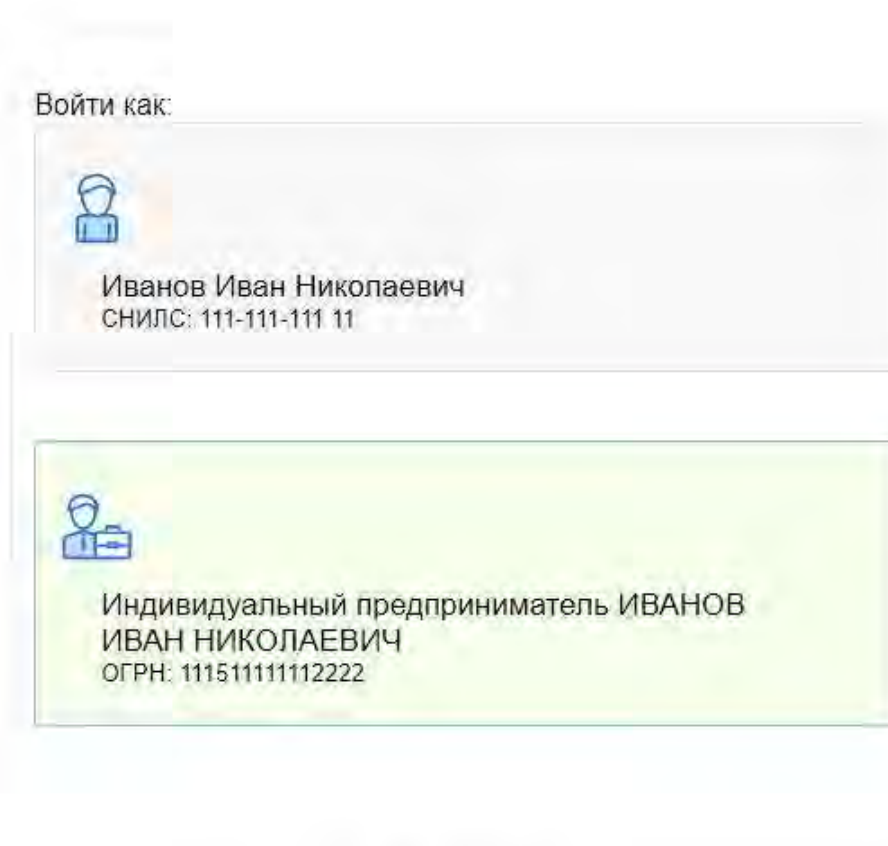 Войти как:
Иванов Иван Николаевич
СНИЛС: 111-111-111 11
Индивидуальный предприниматель ИВАНОВ
ИВАН НИКОЛАЕВИЧ
ОГРН: 111511111112222